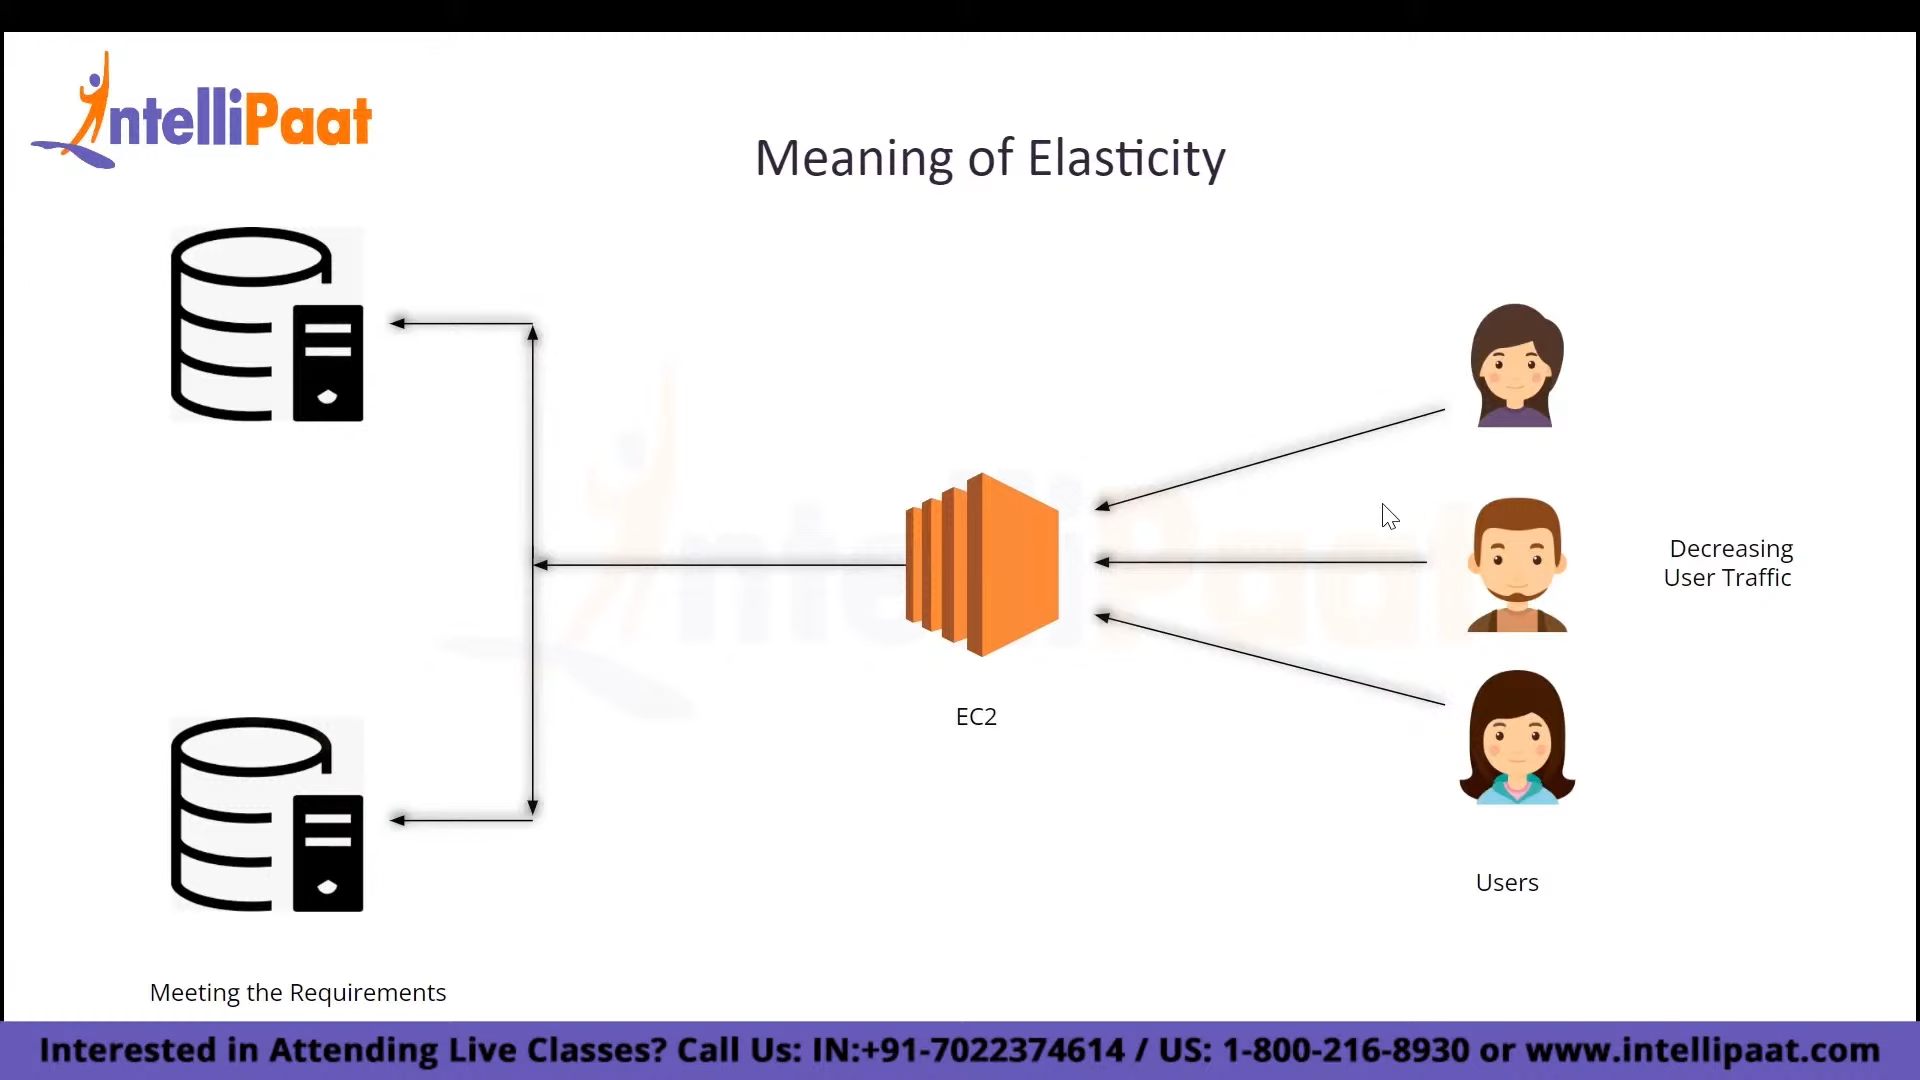 IntelliPaat
Meaning of Elasticity
Decreasing
User Traffic
EC2
Users
Meeting the Requirements
Interested in Attending Live Classes? Call Us: IN:+91-7022374614 / US: 1-800-216-8930 or www.intellipaat.com